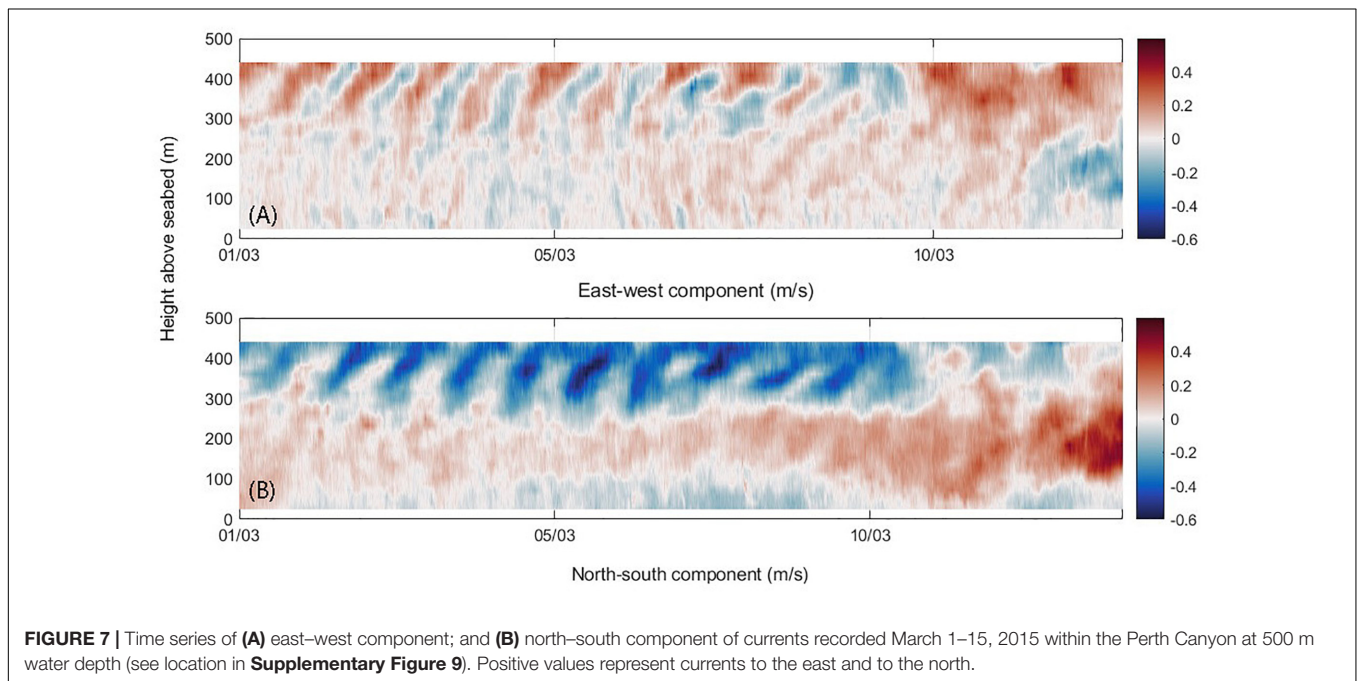 500
400
300
200
100
0
(A)
01/03 05/03 10/03
0.4
0.2
0
-0.2
-0.4
-0.6
East-west component (m/s)
Height above seabed (m)
500
400
300
200
100
0
(B)
01/03 05/03 10/03
0.4
0.2
0
-0.2
-0.4
-0.6
North-south component (m/s)
FIGURE 7 | Time series of (A) east–west component; and (B) north–south component of currents recorded March 1–15, 2015 within the Perth Canyon at 500 m
water depth (see location in Supplementary Figure 9). Positive values represent currents to the east and to the north.